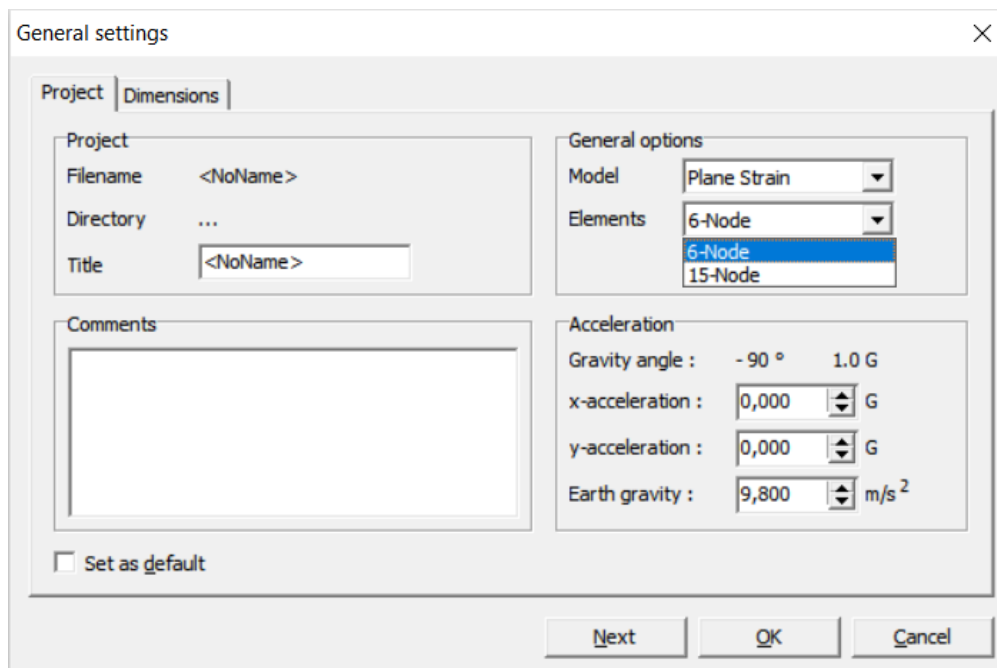 General settings
Project
Dimensions
Project
Filename <NoName>
Directory ...
Title <NoName>
General options
Model Plane Strain
Elements 6-Node
6-Node
15-Node
Comments
Acceleration
Gravity angle : - 90 ° 1.0 G
x-acceleration : 0,000 G
y-acceleration : 0,000 G
Earth gravity : 9,800 m/s 2
Set as default
Next
OK
Cancel